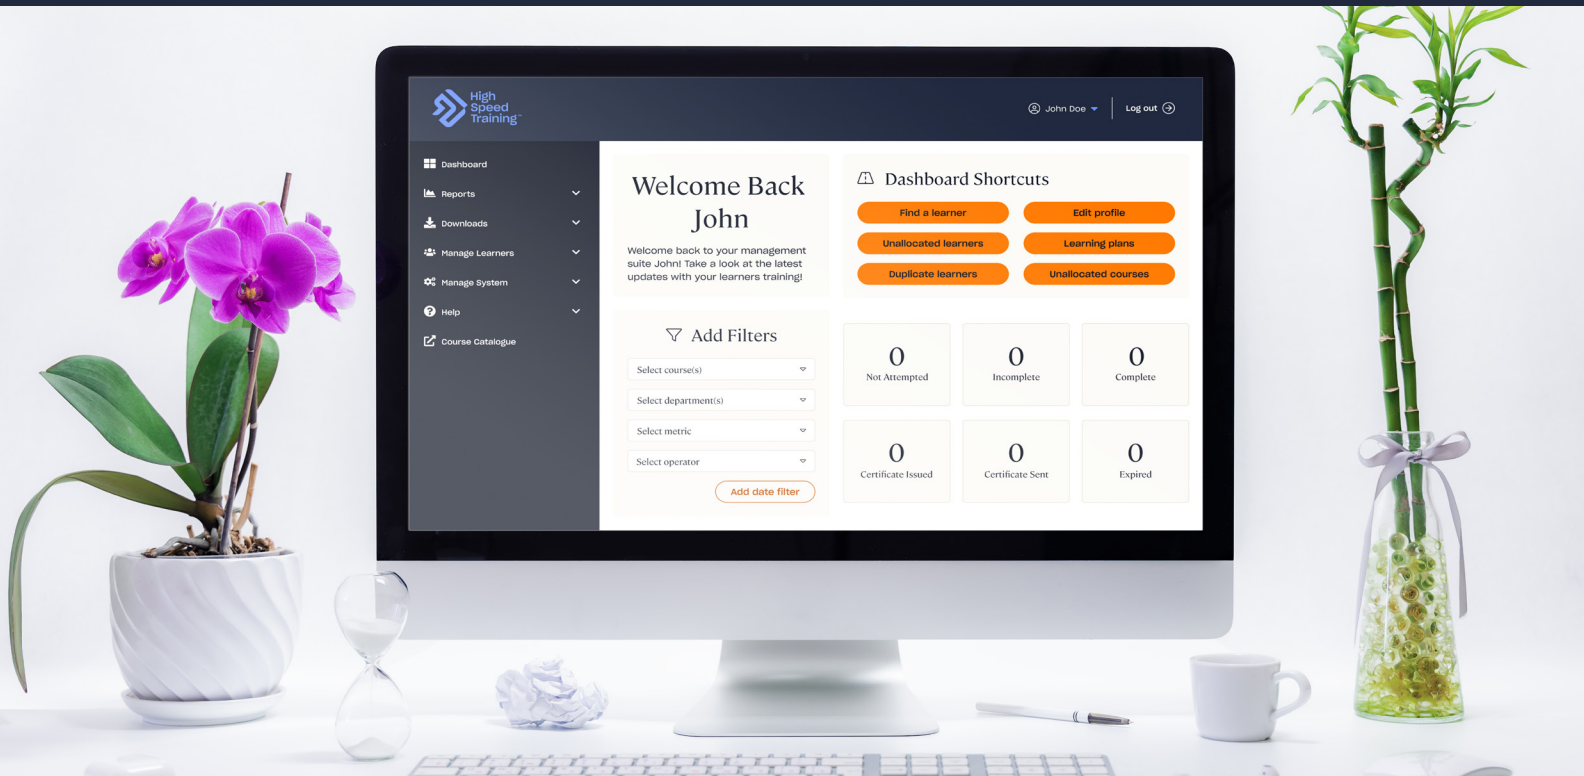 High
Speed
Training™
John Doe
Log out
Dashboard
Reports
Downloads
Manage Learners
Manage System
Help
Course Catalogue
Welcome Back
John
Welcome back to your management
suite John! Take a look at the latest
updates with your learners training!
Dashboard Shortcuts
Find a learner
Edit profile
Unallocated learners
Learning plans
Duplicate learners
Unallocated courses
Add Filters
Select course(s)
Select department(s)
Select metric
Select operator
Add date filter
0
Not Attempted
0
Incomplete
0
Complete
0
Certificate Issued
0
Certificate Sent
0
Expired